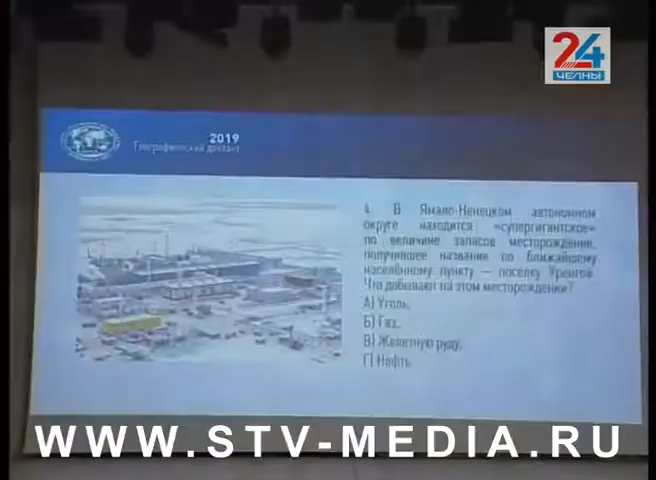 24
ЧЕЛНЫ
2019
Географический диктант
4. В Ямало-Ненецком автономном
округе находится «супергигантское»
по величине запасов месторождение,
получившее название по ближайшему
населённому пункту — посёлку Уренгой.
Что добывают на этом месторождении?
А) Уголь.
Б) Газ.
В) Железную руду.
Г) Нефть.
WWW.STV-MEDIA.RU